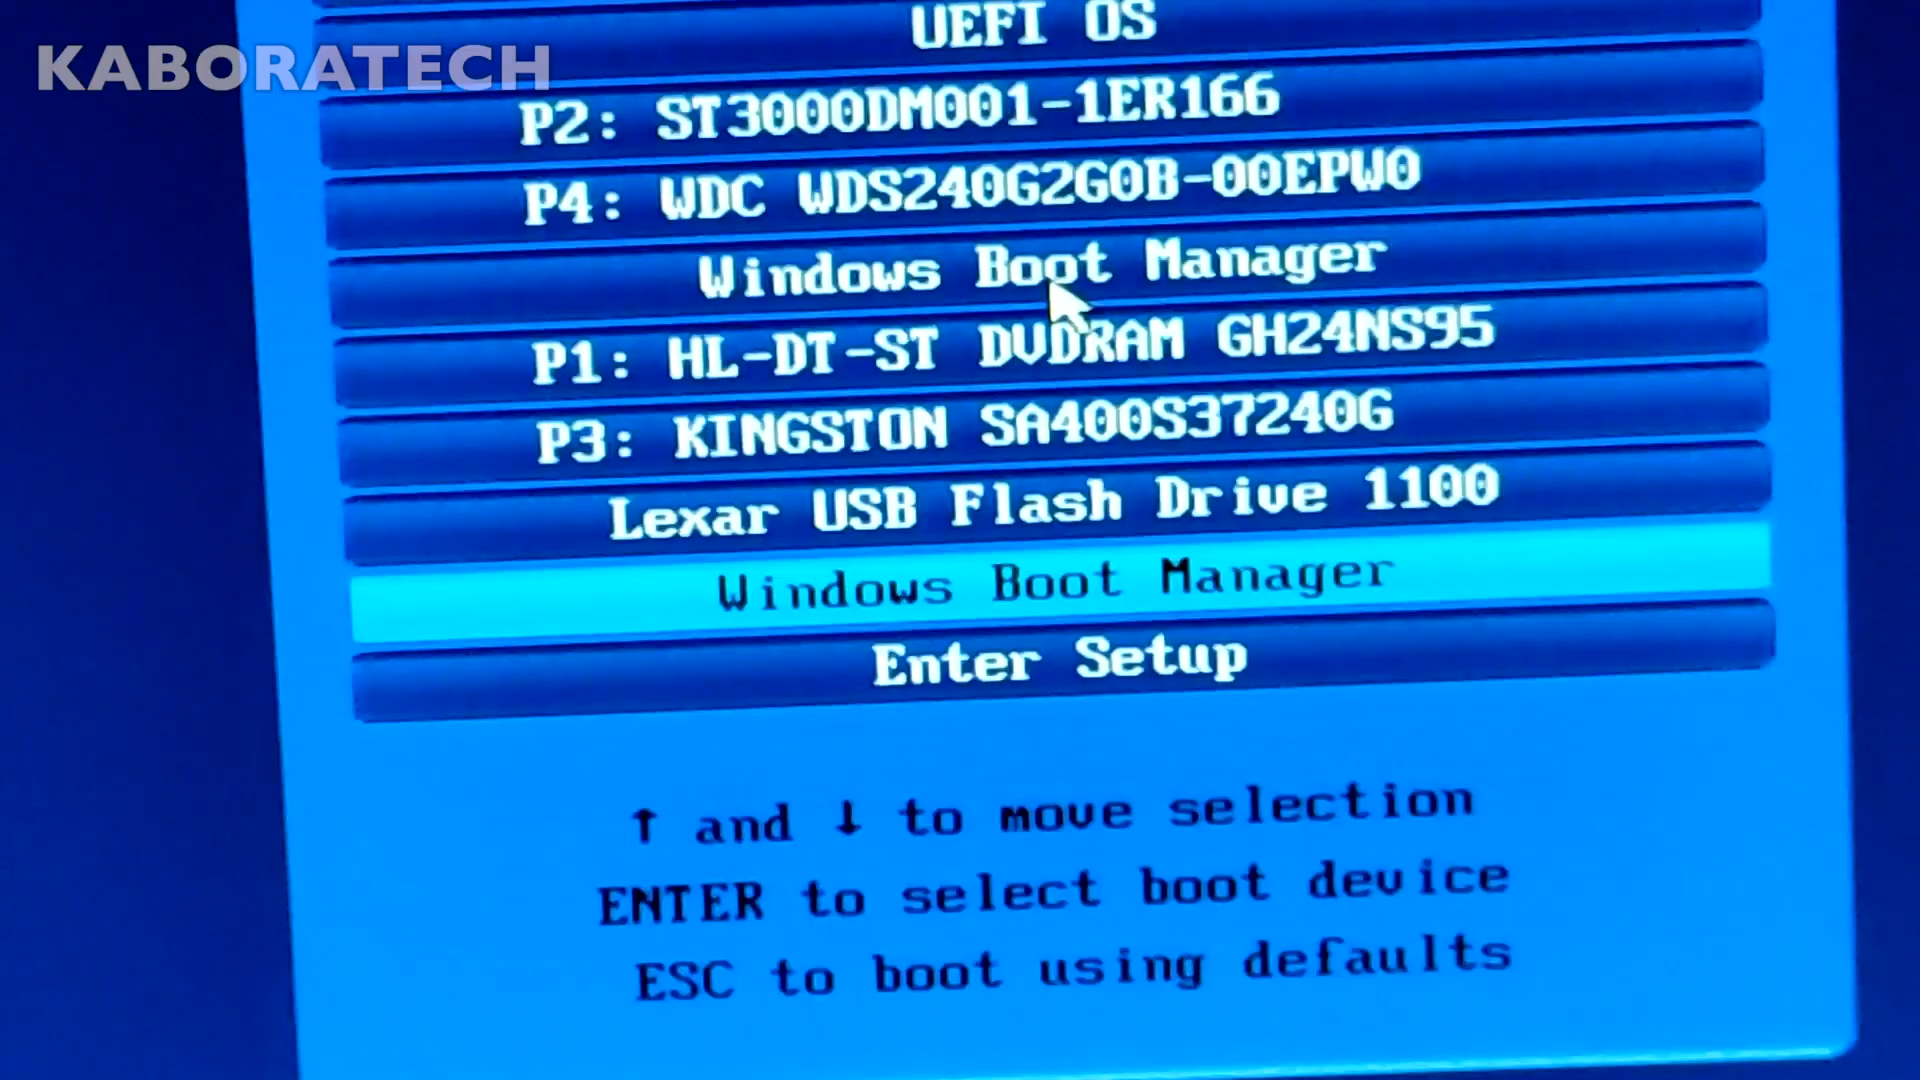 KABORATECH
UEFI OS
P2: ST3000DM001-1ER166
P4: WDC WDS240G2G0B-00EPW0
Windows Boot Manager
P1: HL-DT-ST DVDRAM GH24NS95
P3: KINGSTON SA400S37240G
Lexar USB Flash Drive 1100
Windows Boot Manager
Enter Setup
↑ and ↓ to move selection
ENTER to select boot device
ESC to boot using defaults